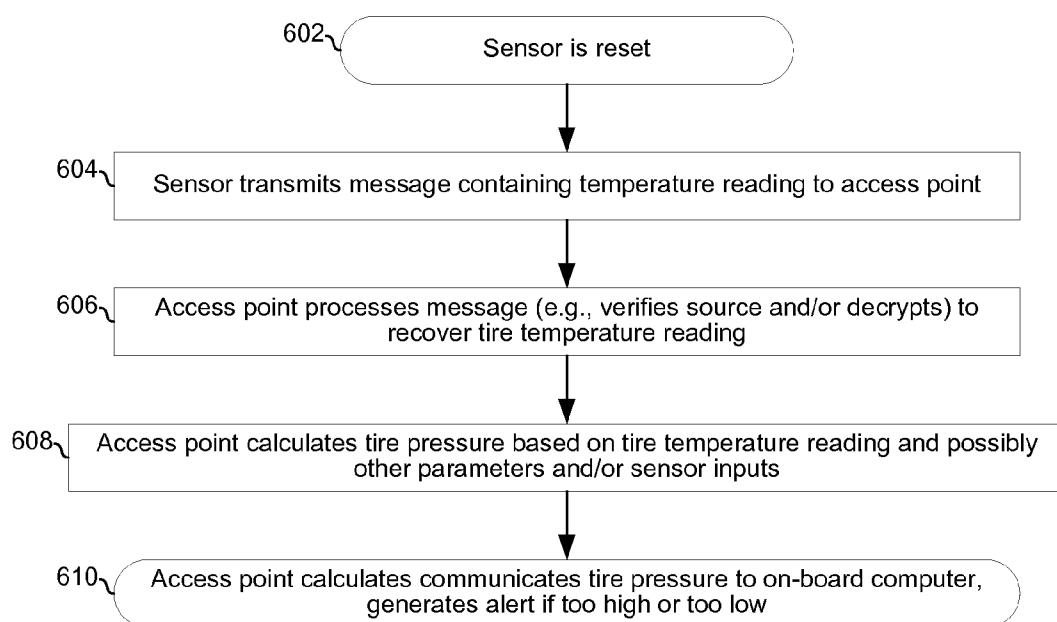 602
Sensor is reset
604
Sensor transmits message containing temperature reading to access point
606
Access point processes message (e.g., verifies source and/or decrypts) to
recover tire temperature reading
608
Access point calculates tire pressure based on tire temperature reading and possibly
other parameters and/or sensor inputs
610
Access point calculates communicates tire pressure to on-board computer,
generates alert if too high or too low